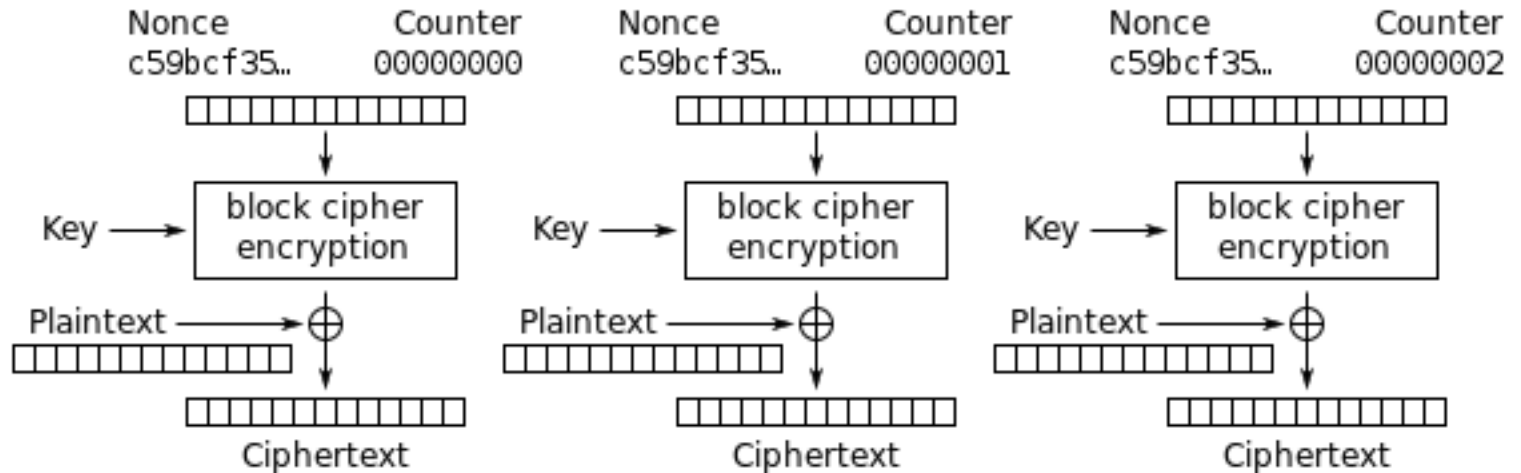 Nonce Counter Nonce Counter Nonce Counter
c59bcf35… 00000000 c59bcf35… 00000001 c59bcf35… 00000002
block cipher block cipher block cipher
Key Key Key
encryption encryption encryption
Plaintext Plaintext Plaintext
Ciphertext Ciphertext Ciphertext